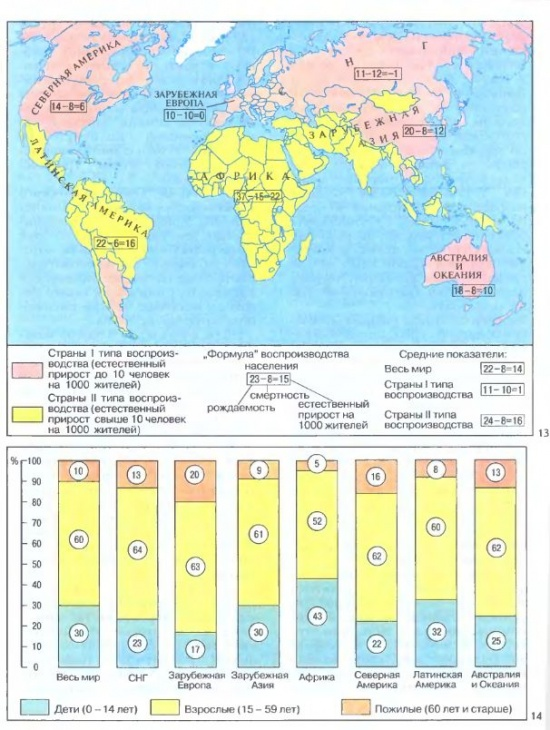 СЕВЕРНАЯ АМЕРИКА
14–8=6
ЗАРУБЕЖНАЯ
ЕВРОПА
10–10=0
Н Г
11–12=–1
ЗАРУБЕЖНАЯ
АЗИЯ
20–8=12
АФРИКА
37–15=22
ЛАТИНСКАЯ АМЕРИКА
22–6=16
АВСТРАЛИЯ
И
ОКЕАНИЯ
18–8=10
Страны I типа воспроиз-
водства (естественный
прирост до 10 человек
на 1000 жителей)
Страны II типа воспроиз-
водства (естественный
прирост свыше 10 человек
на 1000 жителей)
„Формула” воспроизводства
населения
23–8=15
смертность
рождаемость
естественный
прирост на
1000 жителей
Средние показатели:
Весь мир 22–8=14
Страны I типа
воспроизводства 11–10=1
Страны II типа
воспроизводства 24–8=16
13
%
100
90
80
70
60
50
40
30
20
10
0
10 13 20 9 5 16 8 13
60 64 63 61 52 62 60 62
30 23 17 30 43 22 32 25
Весь мир СНГ Зарубежная Европа Зарубежная Азия Африка Северная Америка Латинская Америка Австралия и Океания
Дети (0 – 14 лет) Взрослые (15 – 59 лет) Пожилые (60 лет и старше)
14